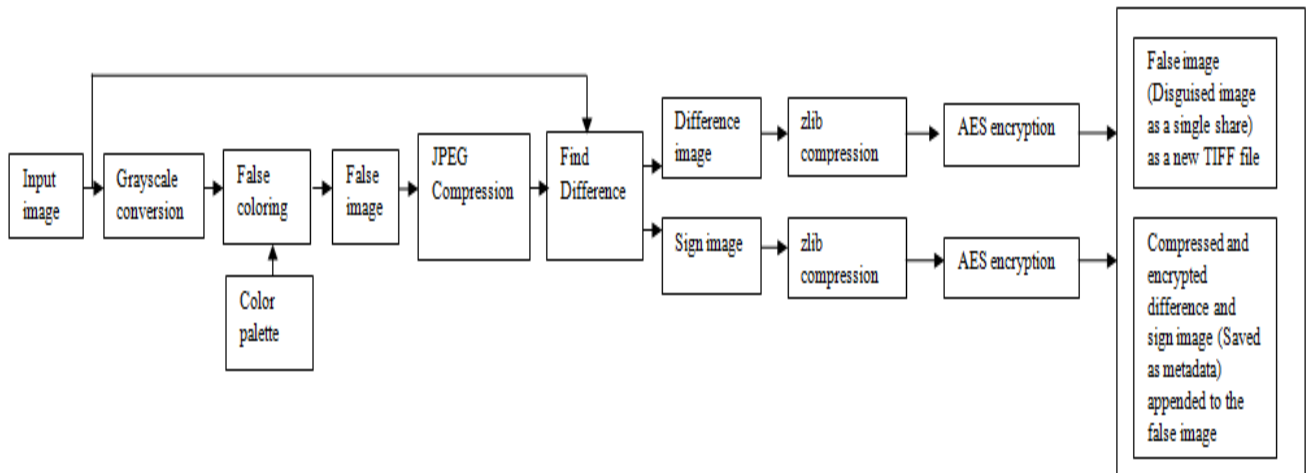 Input
image
Grayscale
conversion
False
coloring
Color
palette
False
image
JPEG
Compression
Find
Difference
Difference
image
zlib
compression
AES encryption
Sign image
zlib
compression
AES encryption
False image
(Disguised image
as a single share)
as a new TIFF file
Compressed and
encrypted
difference and
sign image (Saved
as metadata)
appended to the
false image